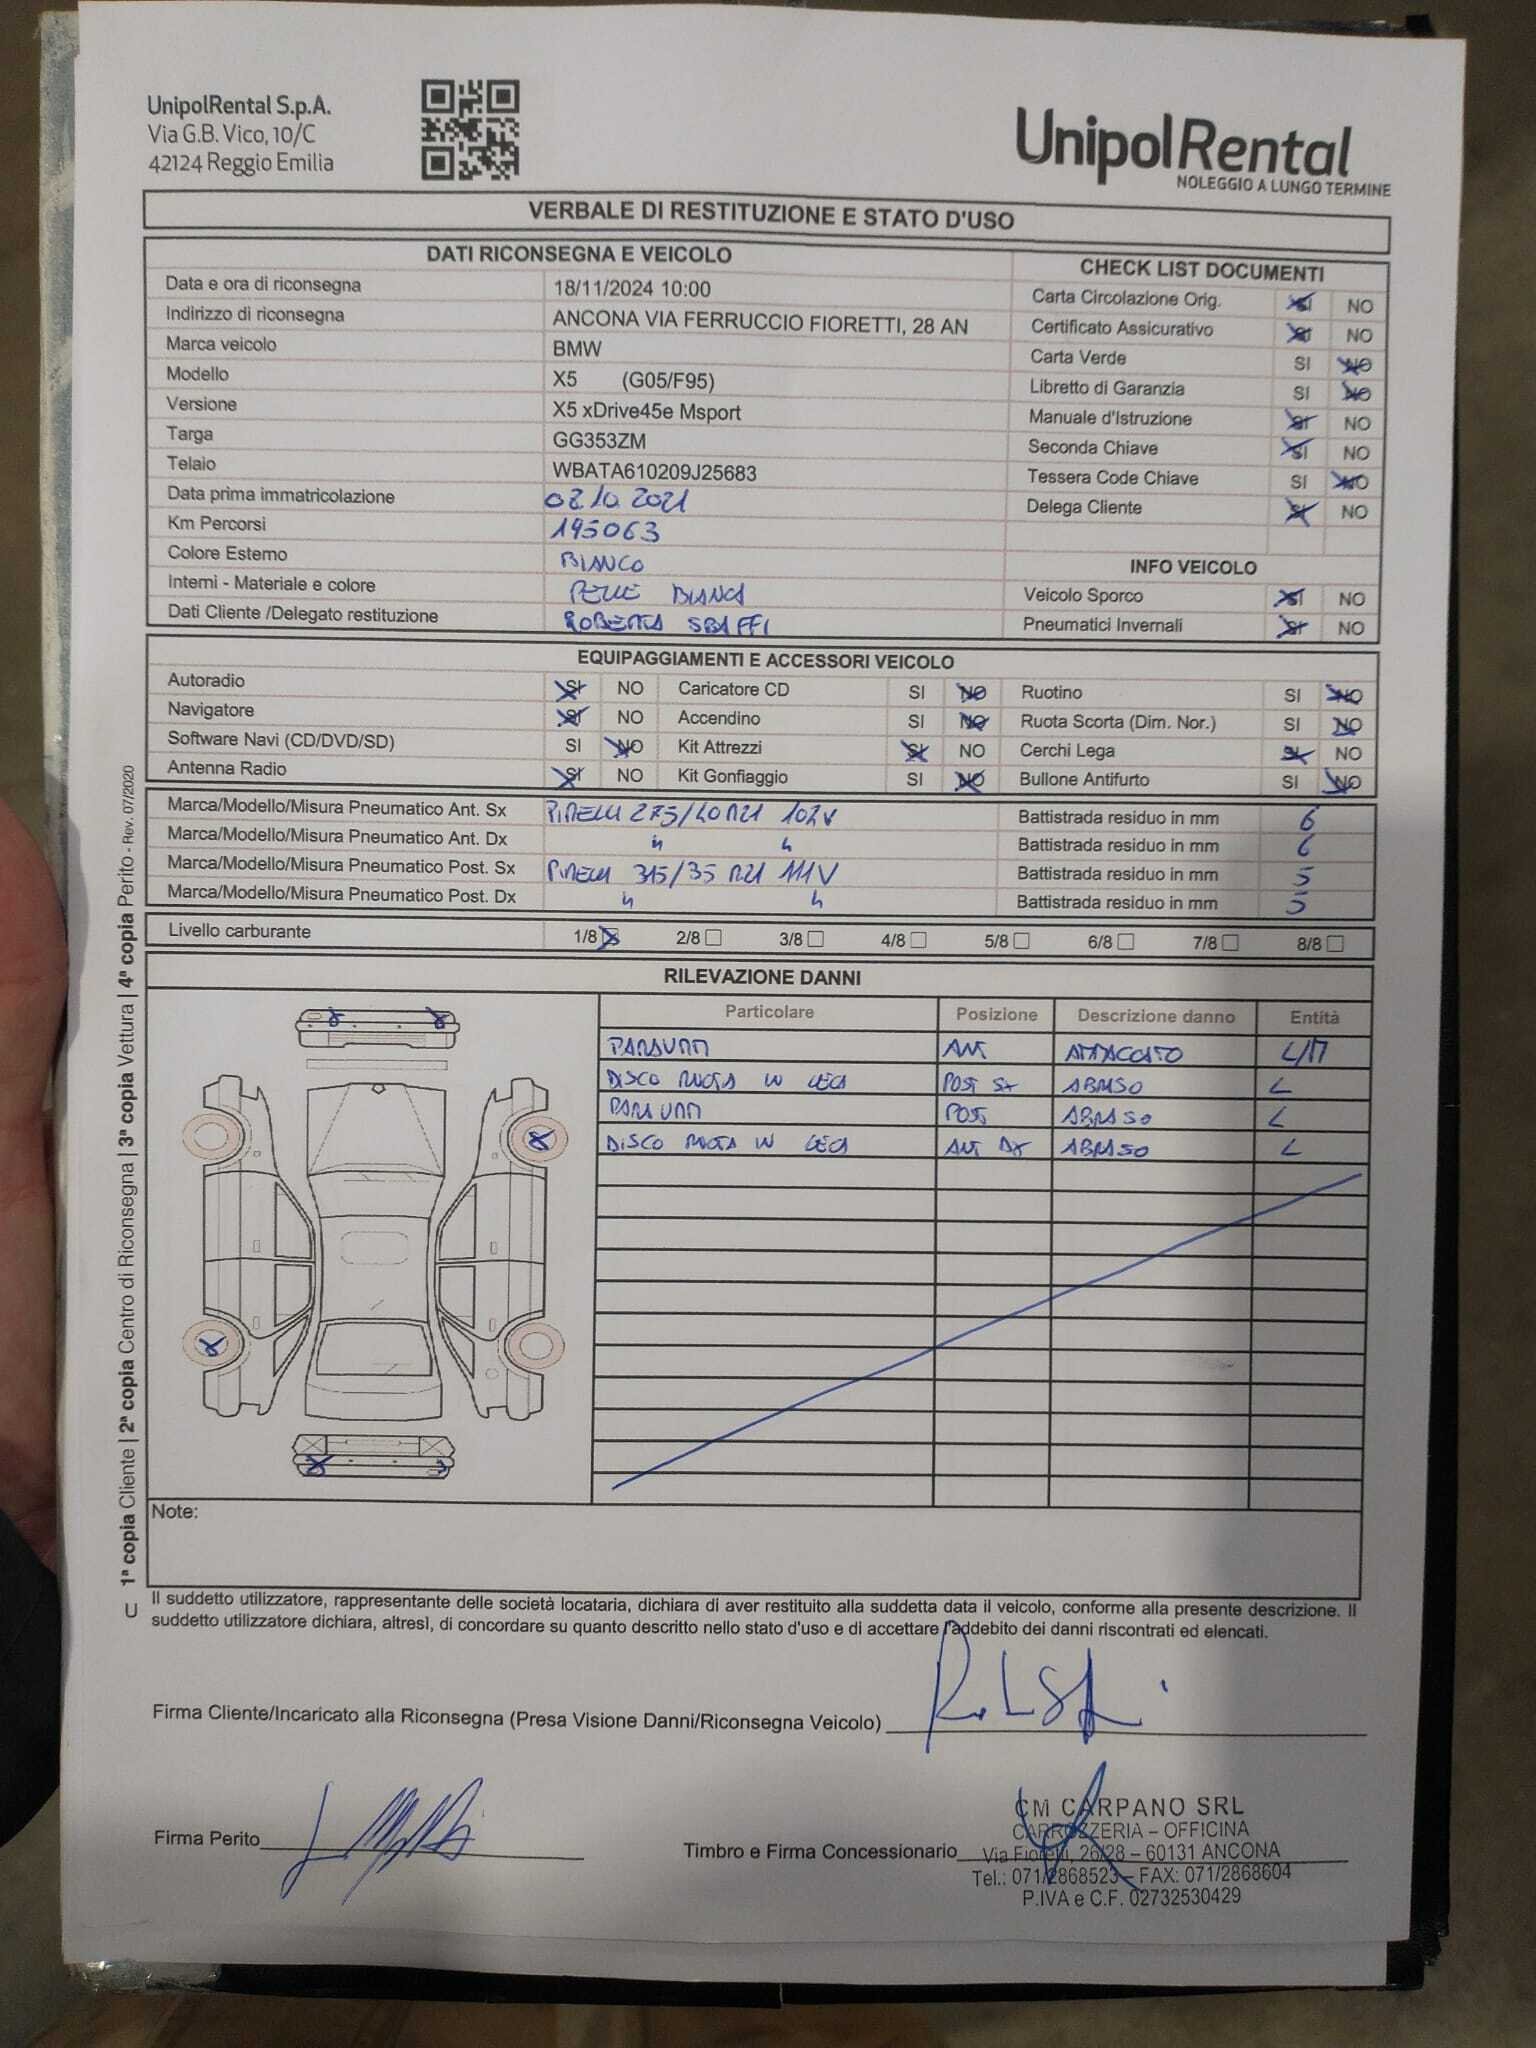 UnipolRental S.p.A.
Via G.B. Vico, 10/C
42124 Reggio Emilia
UnipolRental
NOLEGGIO A LUNGO TERMINE
VERBALE DI RESTITUZIONE E STATO D'USO
DATI RICONSEGNA E VEICOLO
Data e ora di riconsegna 18/11/2024 10:00
Indirizzo di riconsegna ANCONA VIA FERRUCCIO FIORETTI, 28 AN
Marca veicolo BMW
Modello X5 (G05/F95)
Versione X5 xDrive45e Msport
Targa GG353ZM
Telaio WBATA610209J25683
Data prima immatricolazione 10.2021
Km Percorsi 195063
Colore Esterno BIANCO
Interni - Materiale e colore PELLE BIANCA
Dati Cliente /Delegato restituzione ROBERTA SBAFFI
CHECK LIST DOCUMENTI
Carta Circolazione Orig. SI NO
Certificato Assicurativo SI NO
Carta Verde SI NO
Libretto di Garanzia SI NO
Manuale d'Istruzione SI NO
Seconda Chiave SI NO
Tessera Code Chiave SI NO
Delega Cliente SI NO
INFO VEICOLO
Veicolo Sporco SI NO
Pneumatici Invernali SI NO
EQUIPAGGIAMENTI E ACCESSORI VEICOLO
Autoradio SI NO Caricatore CD SI NO Ruotino SI NO
Navigatore SI NO Accendino SI NO Ruota Scorta (Dim. Nor.) SI NO
Software Navi (CD/DVD/SD) SI NO Kit Attrezzi SI NO Cerchi Lega SI NO
Antenna Radio SI NO Kit Gonfiaggio SI NO Bullone Antifurto SI NO
Marca/Modello/Misura Pneumatico Ant. Sx PIRELLI 275/40 R21 Battistrada residuo in mm 6
Marca/Modello/Misura Pneumatico Ant. Dx " " Battistrada residuo in mm 6
Marca/Modello/Misura Pneumatico Post. Sx PIRELLI 315/35 R21 111V Battistrada residuo in mm 5
Marca/Modello/Misura Pneumatico Post. Dx " " Battistrada residuo in mm 5
Livello carburante 1/8 2/8 3/8 4/8 5/8 6/8 7/8 8/8
RILEVAZIONE DANNI
Particolare Posizione Descrizione danno Entità
PARAURTI ANT L/M
DISCO RUOTA IN LEGA POST SX ABRASO L
PARAURTI POST ABRASO L
DISCO RUOTA IN LEGA ANT DX ABRASO L
Note:
Il suddetto utilizzatore, rappresentante delle società locataria, dichiara di aver restituito alla suddetta data il veicolo, conforme alla presente descrizione. Il
suddetto utilizzatore dichiara, altresì, di concordare su quanto descritto nello stato d'uso e di accettare l'addebito dei danni riscontrati ed elencati.
Firma Cliente/Incaricato alla Riconsegna (Presa Visione Danni/Riconsegna Veicolo)
Firma Perito
Timbro e Firma Concessionario
CM CARPANO SRL
CARROZZERIA – OFFICINA
Via Fioretti, 26/28 – 60131 ANCONA
Tel.: 071/2868523 – FAX: 071/2868604
P.IVA e C.F. 02732530429
U 1ª copia Cliente | 2ª copia Centro di Riconsegna | 3ª copia Vettura | 4ª copia Perito - Rev. 07/2020